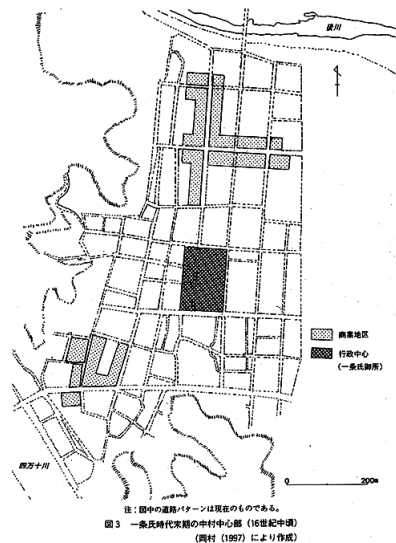 後川
商業地区
行政中心
(一条氏御所)
四万十川
0 200m
注：図中の道路パターンは現在のものである。
図3 一条氏時代末期の中村中心部（16世紀中頃）
（岡村（1997）により作成）